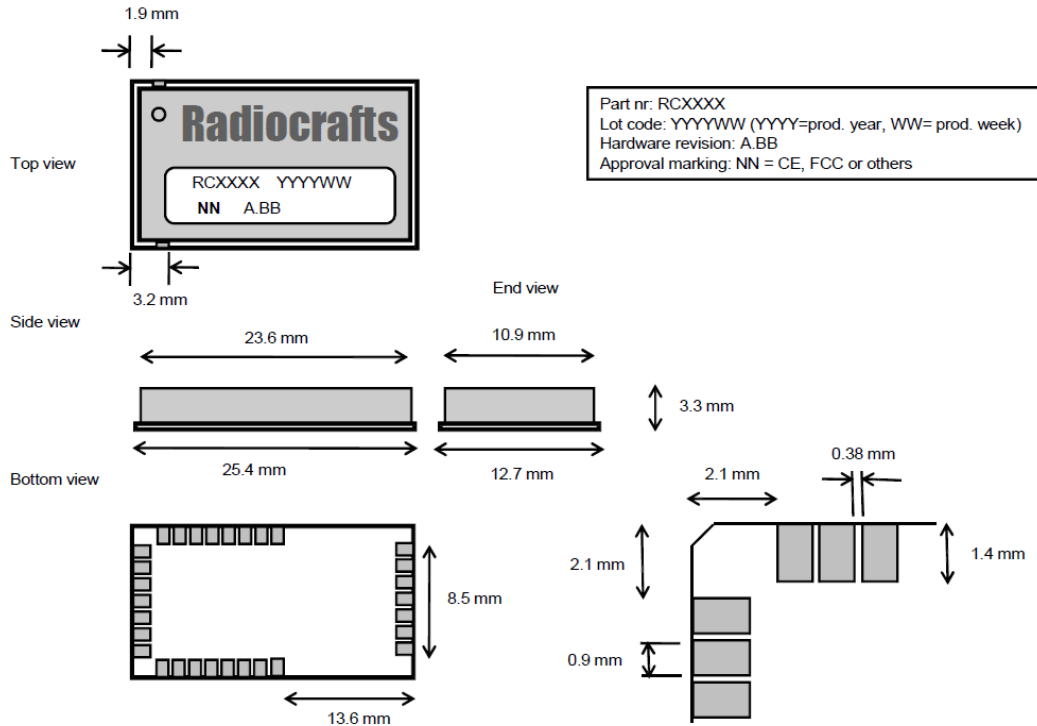 1.9 mm
Radiocrafts
Part nr: RCXXXX
Lot code: YYYYWW (YYYY=prod. year, WW= prod. week)
Hardware revision: A.BB
Approval marking: NN = CE, FCC or others
Top view
RCXXXX YYYYWW
NN A.BB
3.2 mm
End view
Side view
23.6 mm
10.9 mm
3.3 mm
25.4 mm
12.7 mm
0.38 mm
Bottom view
2.1 mm
2.1 mm
1.4 mm
8.5 mm
0.9 mm
13.6 mm